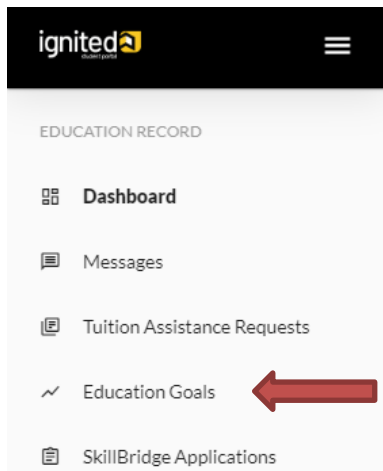 ignited
student portal
EDUCATION RECORD
Dashboard
Messages
Tuition Assistance Requests
Education Goals
SkillBridge Applications